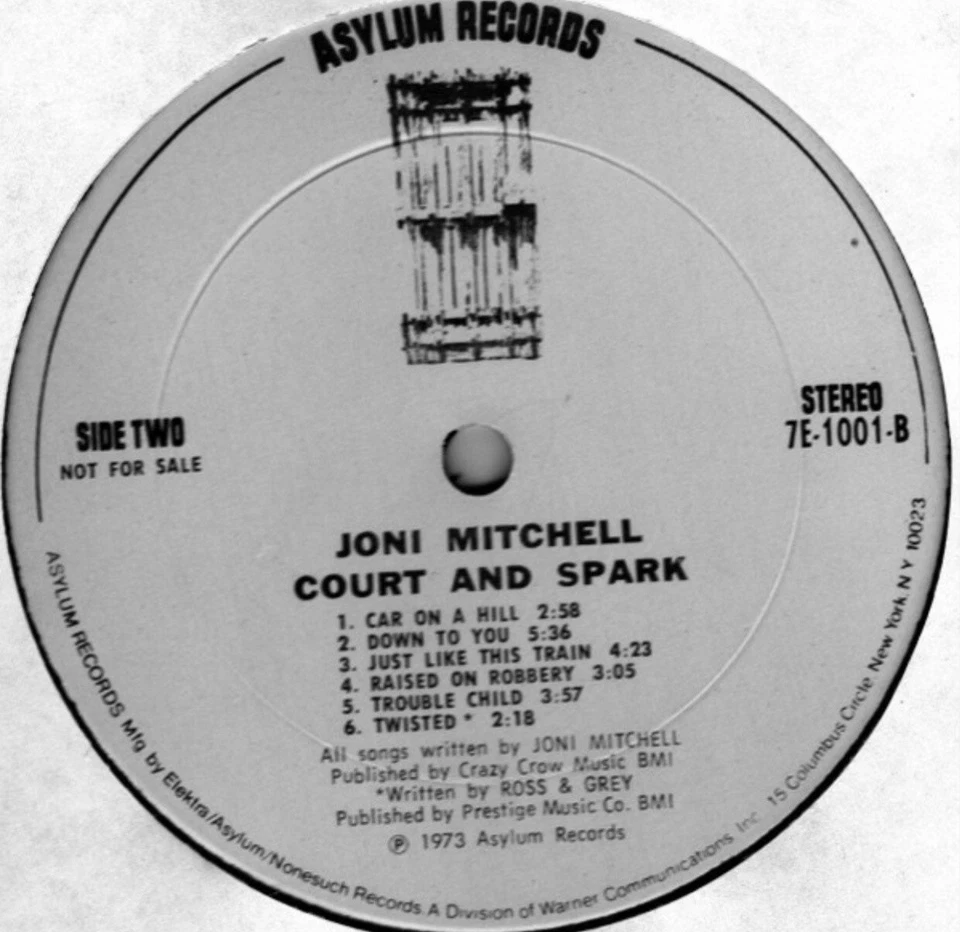 ASYLUM RECORDS
SIDE TWO
NOT FOR SALE
STEREO
7E-1001-B
JONI MITCHELL
COURT AND SPARK
1. CAR ON A HILL 2:58
2. DOWN TO YOU 5:36
3. JUST LIKE THIS TRAIN 4:23
4. RAISED ON ROBBERY 3:05
5. TROUBLE CHILD 3:57
6. TWISTED * 2:18
All songs written by JONI MITCHELL
Published by Crazy Crow Music BMI
*Written by ROSS & GREY
Published by Prestige Music Co. BMI
℗ 1973 Asylum Records
ASYLUM RECORDS Mfg by Elektra/Asylum/Nonesuch Records A Division of Warner Communications Inc 15 Columbus Circle New York N Y 10023